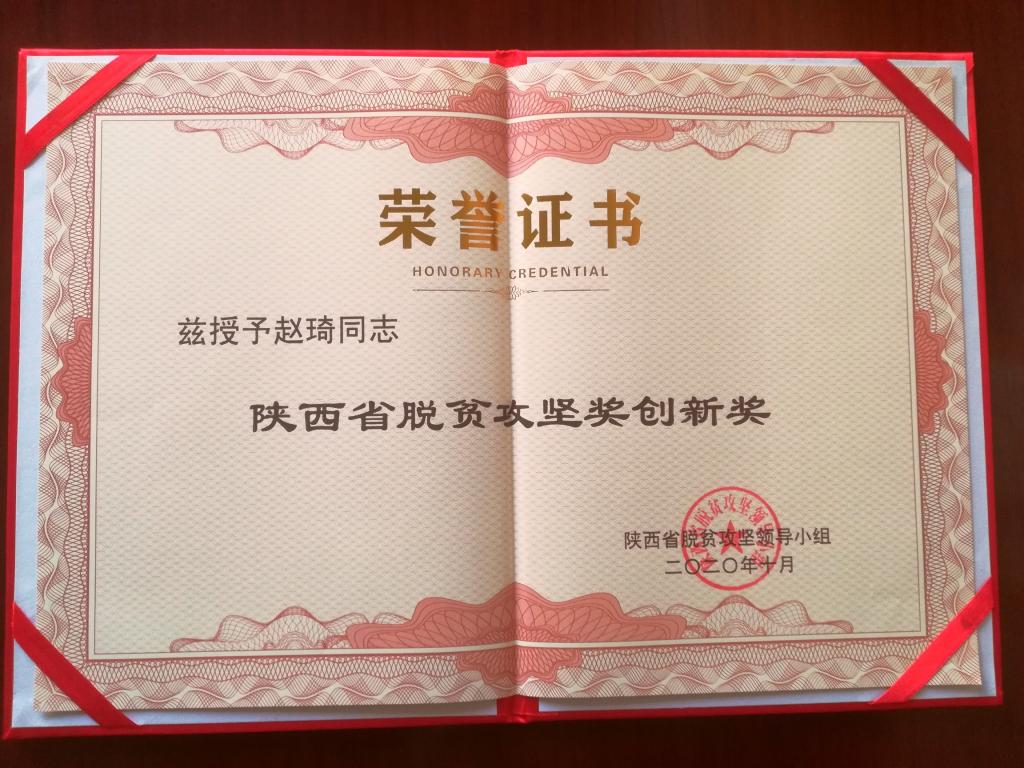 荣誉证书
HONORARY CREDENTIAL
兹授予赵琦同志
陕西省脱贫攻坚奖创新奖
陕西省脱贫攻坚领导小组
二〇二〇年十月